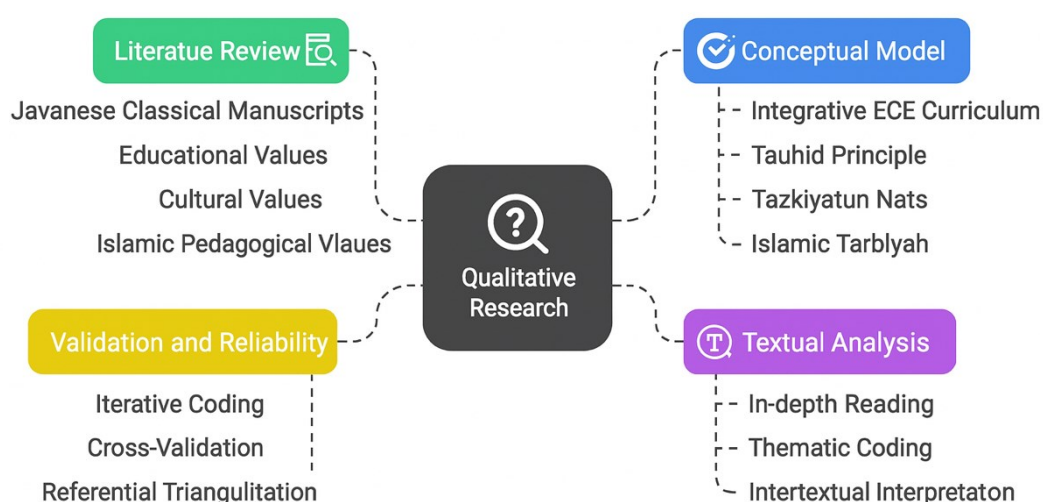 Literatue Review
Javanese Classical Manuscripts
Educational Values
Cultural Values
Islamic Pedagogical Vlaues
Conceptual Model
Integrative ECE Curriculum
Tauhid Principle
Tazkiyatun Nats
Islamic Tarblyah
?
Qualitative
Research
Validation and Reliability
Iterative Coding
Cross-Validation
Referential Triangulitation
T
Textual Analysis
In-depth Reading
Thematic Coding
Intertextual Interpretaton